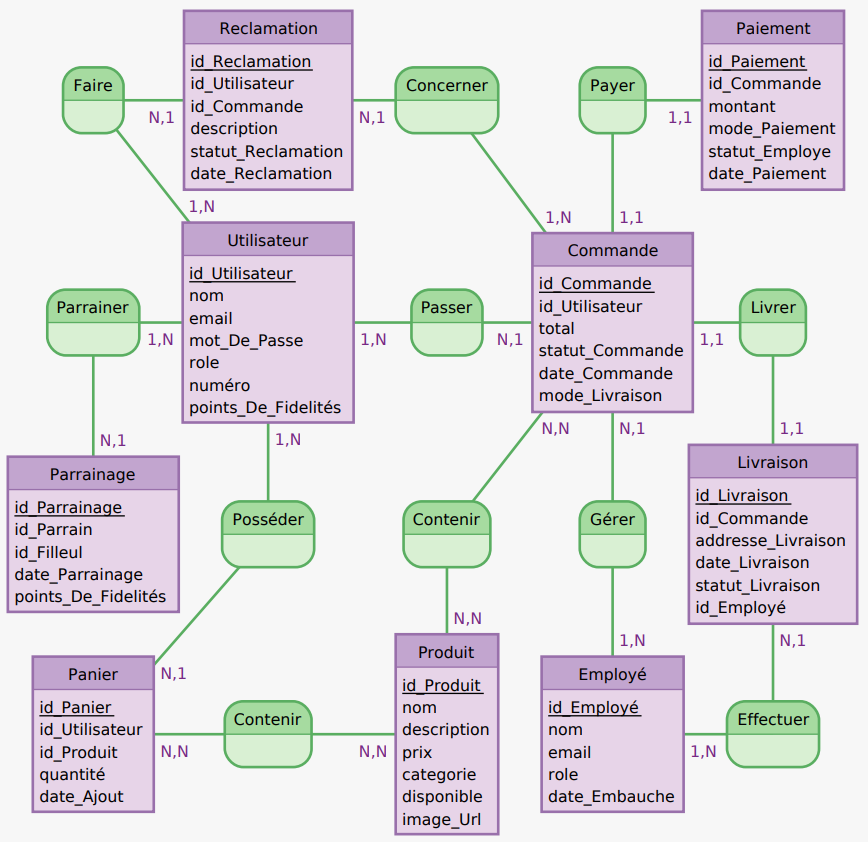 Reclamation
id_Reclamation
id_Utilisateur
id_Commande
description
statut_Reclamation
date_Reclamation
Paiement
id_Paiement
id_Commande
montant
mode_Paiement
statut_Employe
date_Paiement
Faire
Concerner
Payer
N,1
N,1
1,1
1,N
1,N
1,1
Utilisateur
id_Utilisateur
nom
email
mot_De_Passe
role
numéro
points_De_Fidelités
Commande
id_Commande
id_Utilisateur
total
statut_Commande
date_Commande
mode_Livraison
Parrainer
Passer
Livrer
1,N
1,N
N,1
1,1
N,1
1,N
N,N
N,1
1,1
Parrainage
id_Parrainage
id_Parrain
id_Filleul
date_Parrainage
points_De_Fidelités
Livraison
id_Livraison
id_Commande
addresse_Livraison
date_Livraison
statut_Livraison
id_Employé
Posséder
Contenir
Gérer
N,N
1,N
N,1
N,1
Panier
id_Panier
id_Utilisateur
id_Produit
quantité
date_Ajout
Produit
id_Produit
nom
description
prix
categorie
disponible
image_Url
Employé
id_Employé
nom
email
role
date_Embauche
Contenir
Effectuer
N,N
N,N
1,N